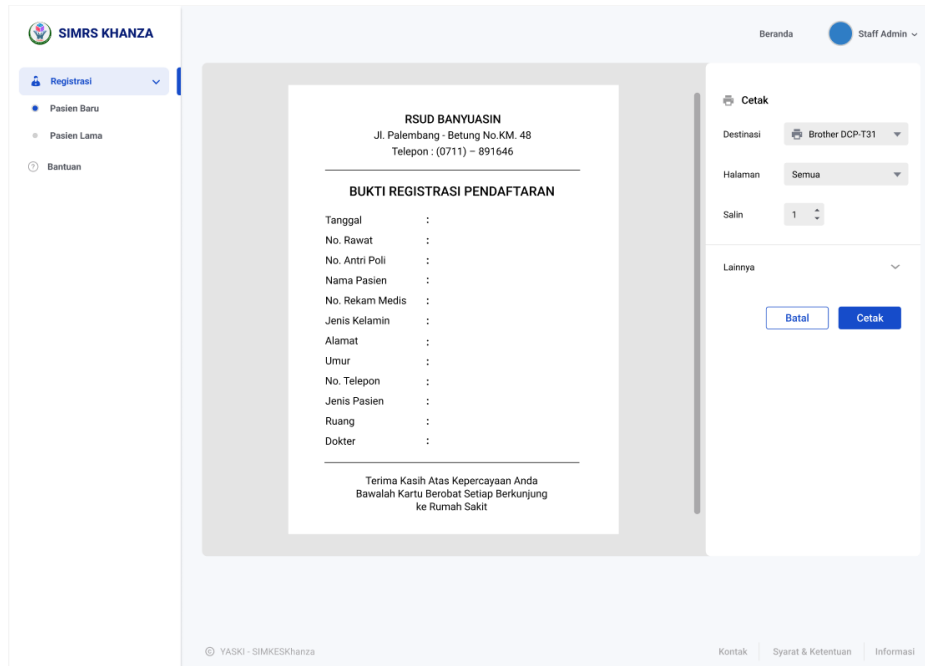 SIMRS KHANZA
Beranda
Staff Admin
Registrasi
Pasien Baru
Pasien Lama
Bantuan
RSUD BANYUASIN
Jl. Palembang - Betung No.KM. 48
Telepon : (0711) – 891646
BUKTI REGISTRASI PENDAFTARAN
Tanggal :
No. Rawat :
No. Antri Poli :
Nama Pasien :
No. Rekam Medis :
Jenis Kelamin :
Alamat :
Umur :
No. Telepon :
Jenis Pasien :
Ruang :
Dokter :
Terima Kasih Atas Kepercayaan Anda
Bawalah Kartu Berobat Setiap Berkunjung
ke Rumah Sakit
Cetak
Destinasi Brother DCP-T31
Halaman Semua
Salin 1
Lainnya
Batal Cetak
© YASKI - SIMKESKhanza
Kontak Syarat & Ketentuan Informasi